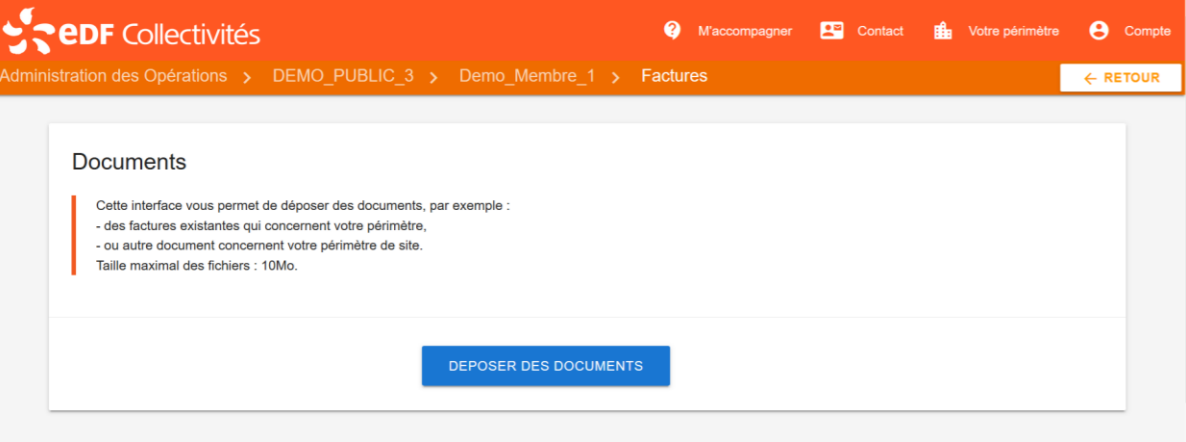 eDF Collectivités
M'accompagner
Contact
Votre périmètre
Compte
Administration des Opérations > DEMO_PUBLIC_3 > Demo_Membre_1 > Factures
← RETOUR
Documents
Cette interface vous permet de déposer des documents, par exemple :
- des factures existantes qui concernent votre périmètre,
- ou autre document concernent votre périmètre de site.
Taille maximal des fichiers : 10Mo.
DEPOSER DES DOCUMENTS